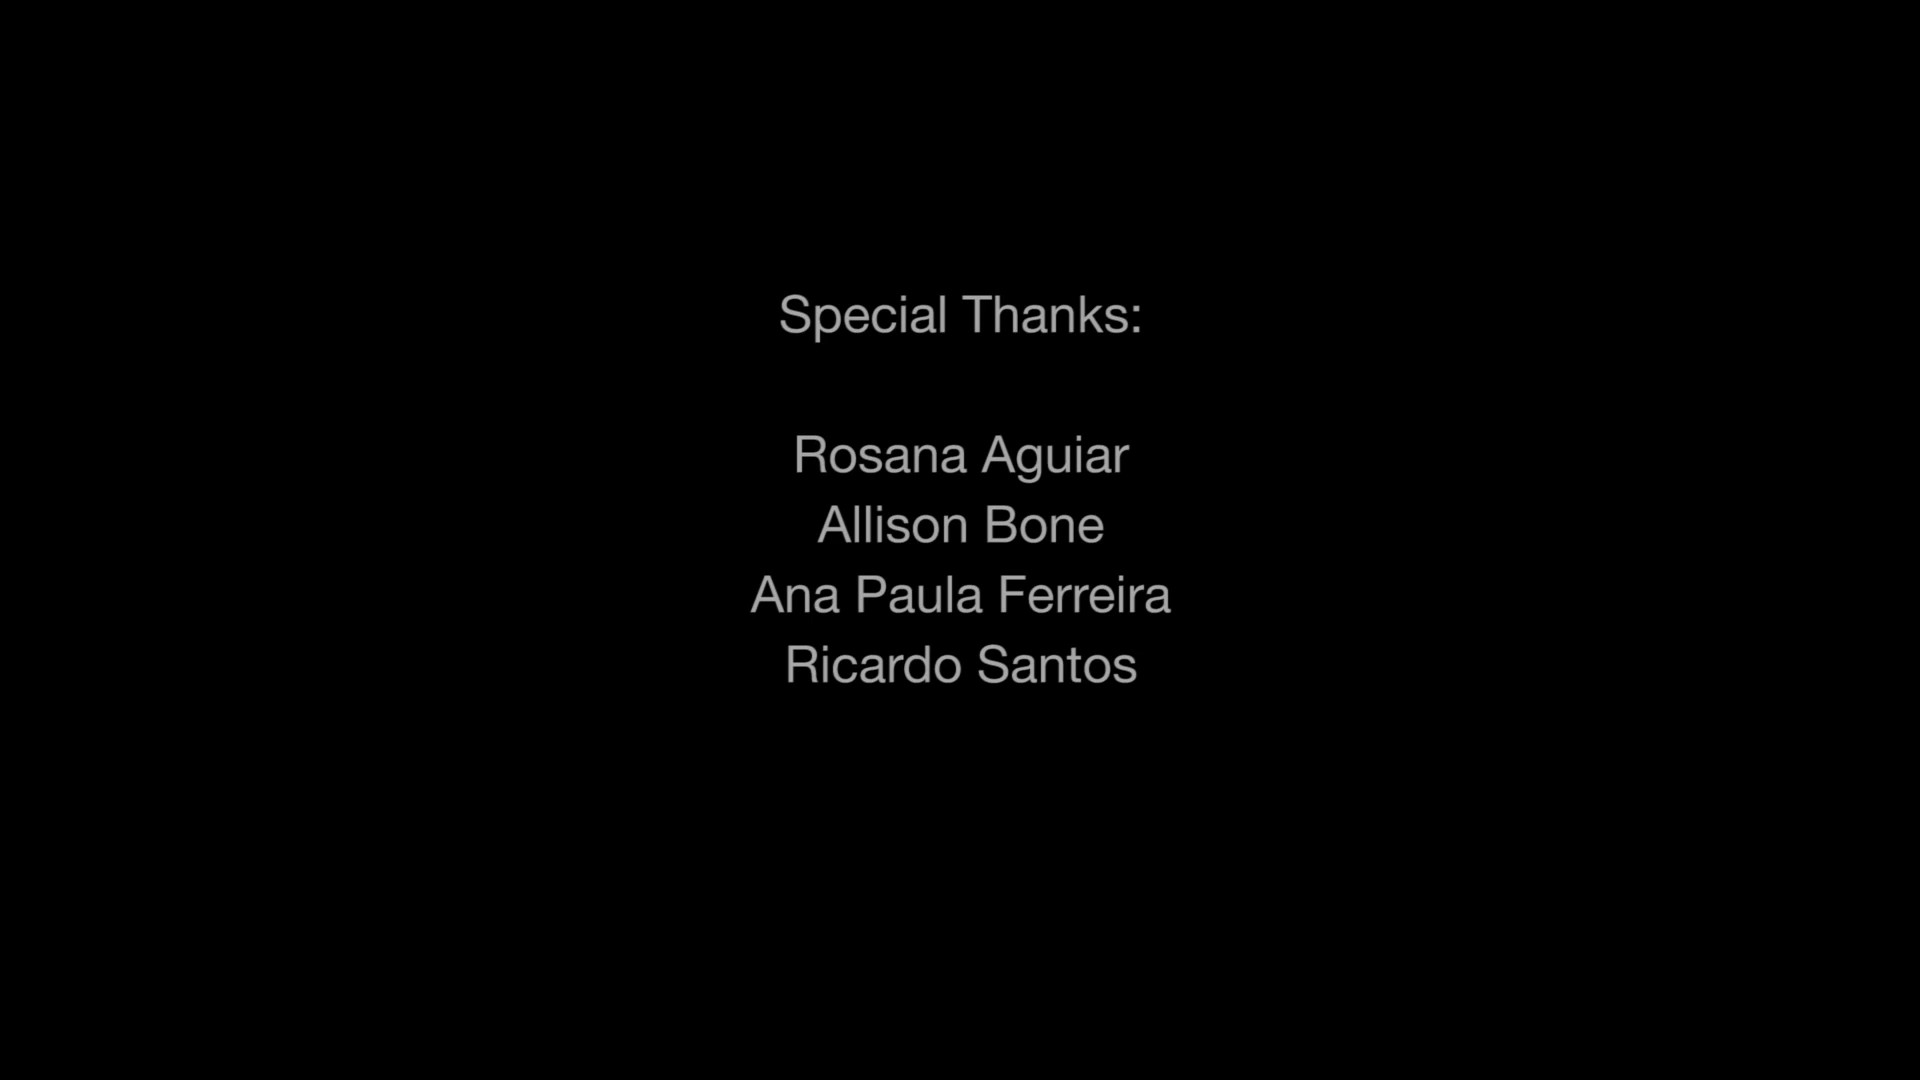 Special Thanks:
Rosana Aguiar
Allison Bone
Ana Paula Ferreira
Ricardo Santos